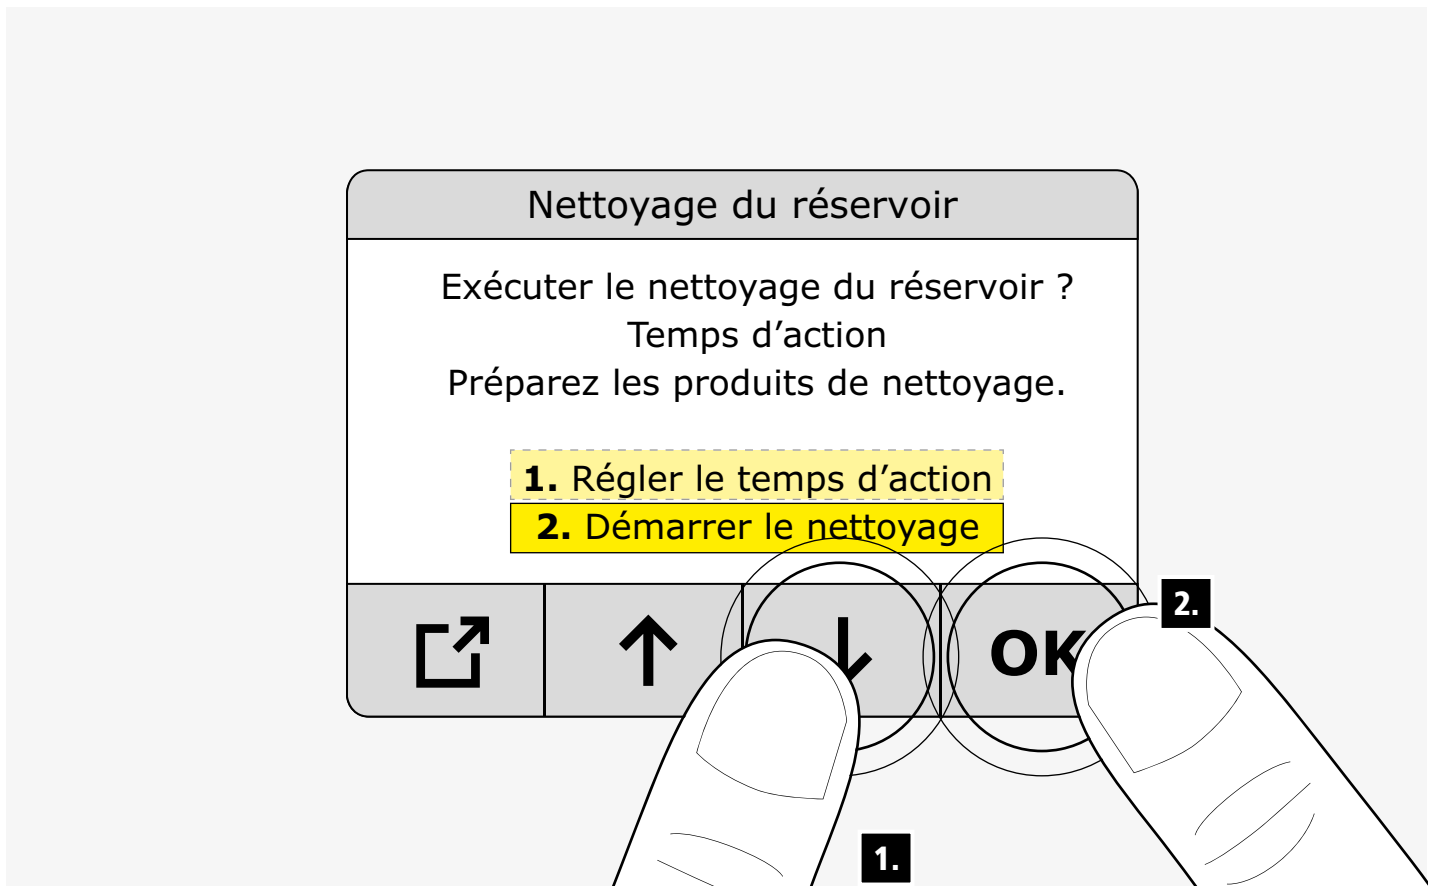 Nettoyage du réservoir
Exécuter le nettoyage du réservoir ?
Temps d’action
Préparez les produits de nettoyage.
1. Régler le temps d’action
2. Démarrer le nettoyage
OK
2.
1.